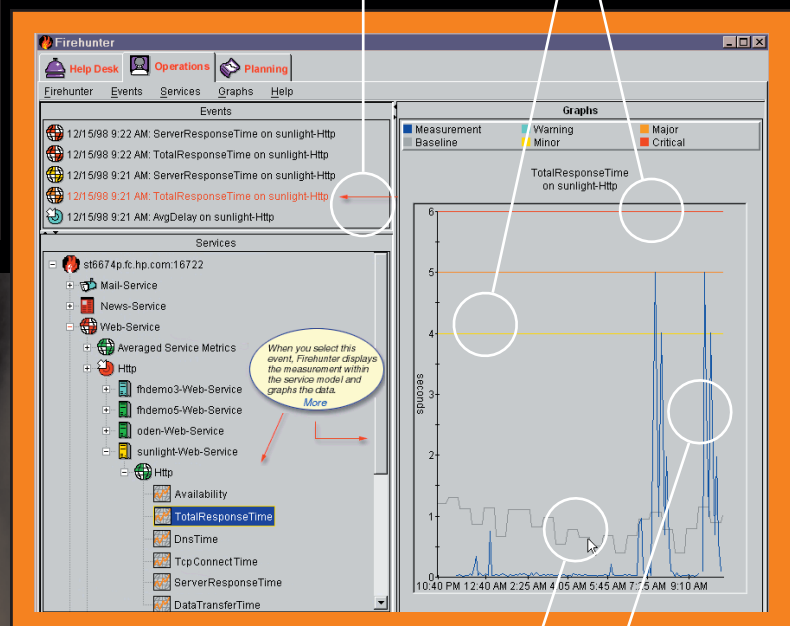 Firehunter
Help Desk
Operations
Planning
Firehunter Events Services Graphs Help
Events
12/15/98 9:22 AM: ServerResponseTime on sunlight-Http
12/15/98 9:22 AM: TotalResponseTime on sunlight-Http
12/15/98 9:21 AM: ServerResponseTime on sunlight-Http
12/15/98 9:21 AM: TotalResponseTime on sunlight-Http
12/15/98 9:21 AM: AvgDelay on sunlight-Http
Services
st6674p.fc.hp.com:16722
Mail-Service
News-Service
Web-Service
Averaged Service Metrics
Http
fhdemo3-Web-Service
fhdemo5-Web-Service
oden-Web-Service
sunlight-Web-Service
Http
Availability
TotalResponseTime
DnsTime
TcpConnectTime
ServerResponseTime
DataTransferTime
When you select this
event, Firehunter displays
the measurement within
the service model and
graphs the data.
More
Graphs
Measurement Warning Major
Baseline Minor Critical
TotalResponseTime
on sunlight-Http
6
5
4
3
2
1
0
seconds
10:40 PM 12:40 AM 2:25 AM 4:05 AM 5:45 AM 7:25 AM 9:10 AM